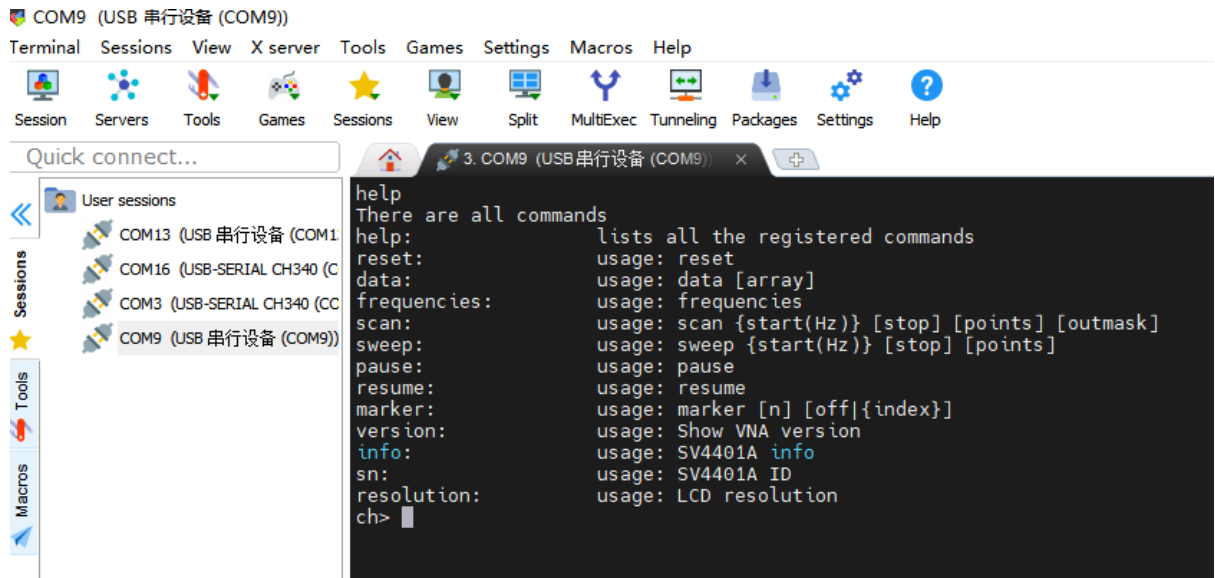 COM9 (USB 串行设备 (COM9))
Terminal Sessions View X server Tools Games Settings Macros Help
Session Servers Tools Games Sessions View Split MultiExec Tunneling Packages Settings Help
Quick connect...
3. COM9 (USB串行设备 (COM9))
User sessions
COM13 (USB 串行设备 (COM1
COM16 (USB-SERIAL CH340 (C
COM3 (USB-SERIAL CH340 (CO
COM9 (USB 串行设备 (COM9))
Sessions
Tools
Macros
help
There are all commands
help: lists all the registered commands
reset: usage: reset
data: usage: data [array]
frequencies: usage: frequencies
scan: usage: scan {start(Hz)} [stop] [points] [outmask]
sweep: usage: sweep {start(Hz)} [stop] [points]
pause: usage: pause
resume: usage: resume
marker: usage: marker [n] [off|{index}]
version: usage: Show VNA version
info: usage: SV4401A info
sn: usage: SV4401A ID
resolution: usage: LCD resolution
ch>